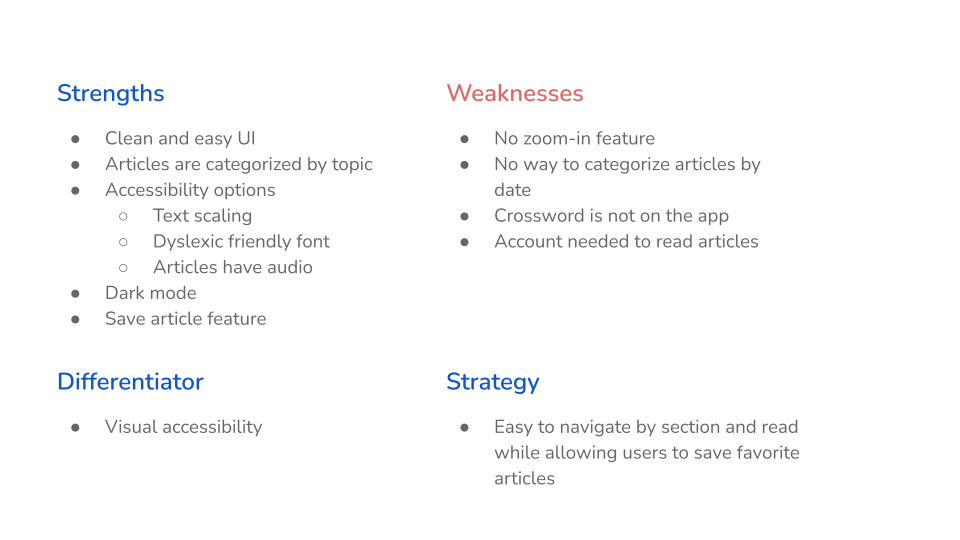 Strengths
● Clean and easy UI
● Articles are categorized by topic
● Accessibility options
○ Text scaling
○ Dyslexic friendly font
○ Articles have audio
● Dark mode
● Save article feature
Weaknesses
● No zoom-in feature
● No way to categorize articles by
date
● Crossword is not on the app
● Account needed to read articles
Differentiator
● Visual accessibility
Strategy
● Easy to navigate by section and read
while allowing users to save favorite
articles